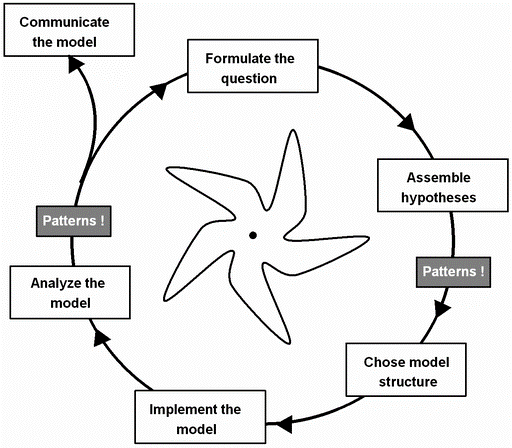 Communicate
the model
Formulate the
question
Assemble
hypotheses
Patterns !
Chose model
structure
Implement the
model
Analyze the
model
Patterns !